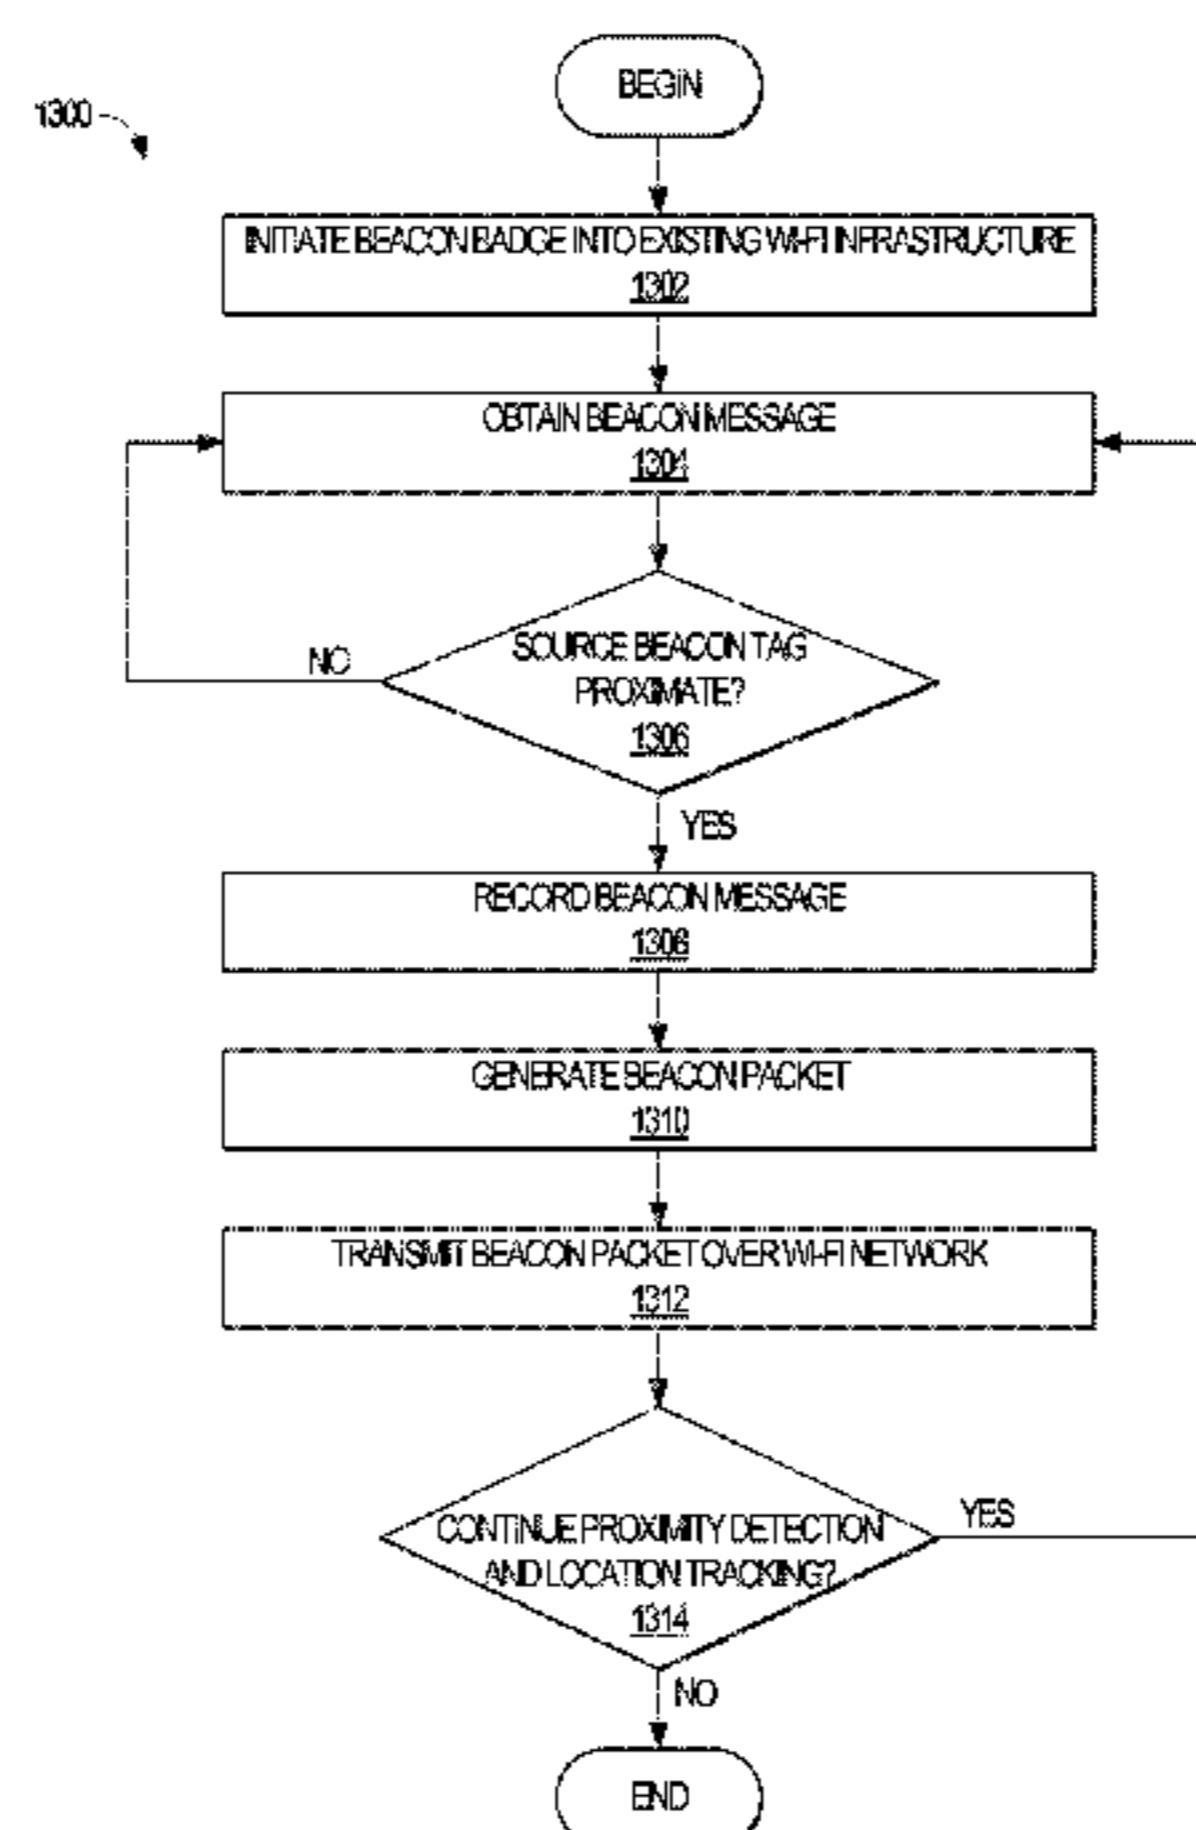 BEGIN
1300
INITIATE BEACON BADGE INTO EXISTING WI-FI INFRASTRUCTURE
1302
OBTAIN BEACON MESSAGE
1304
SOURCE BEACON TAG
PROXIMATE?
1306
NO
YES
RECORD BEACON MESSAGE
1308
GENERATE BEACON PACKET
1310
TRANSMIT BEACON PACKET OVER WI-FI NETWORK
1312
CONTINUE PROXIMITY DETECTION
AND LOCATION TRACKING?
1314
YES
NO
END